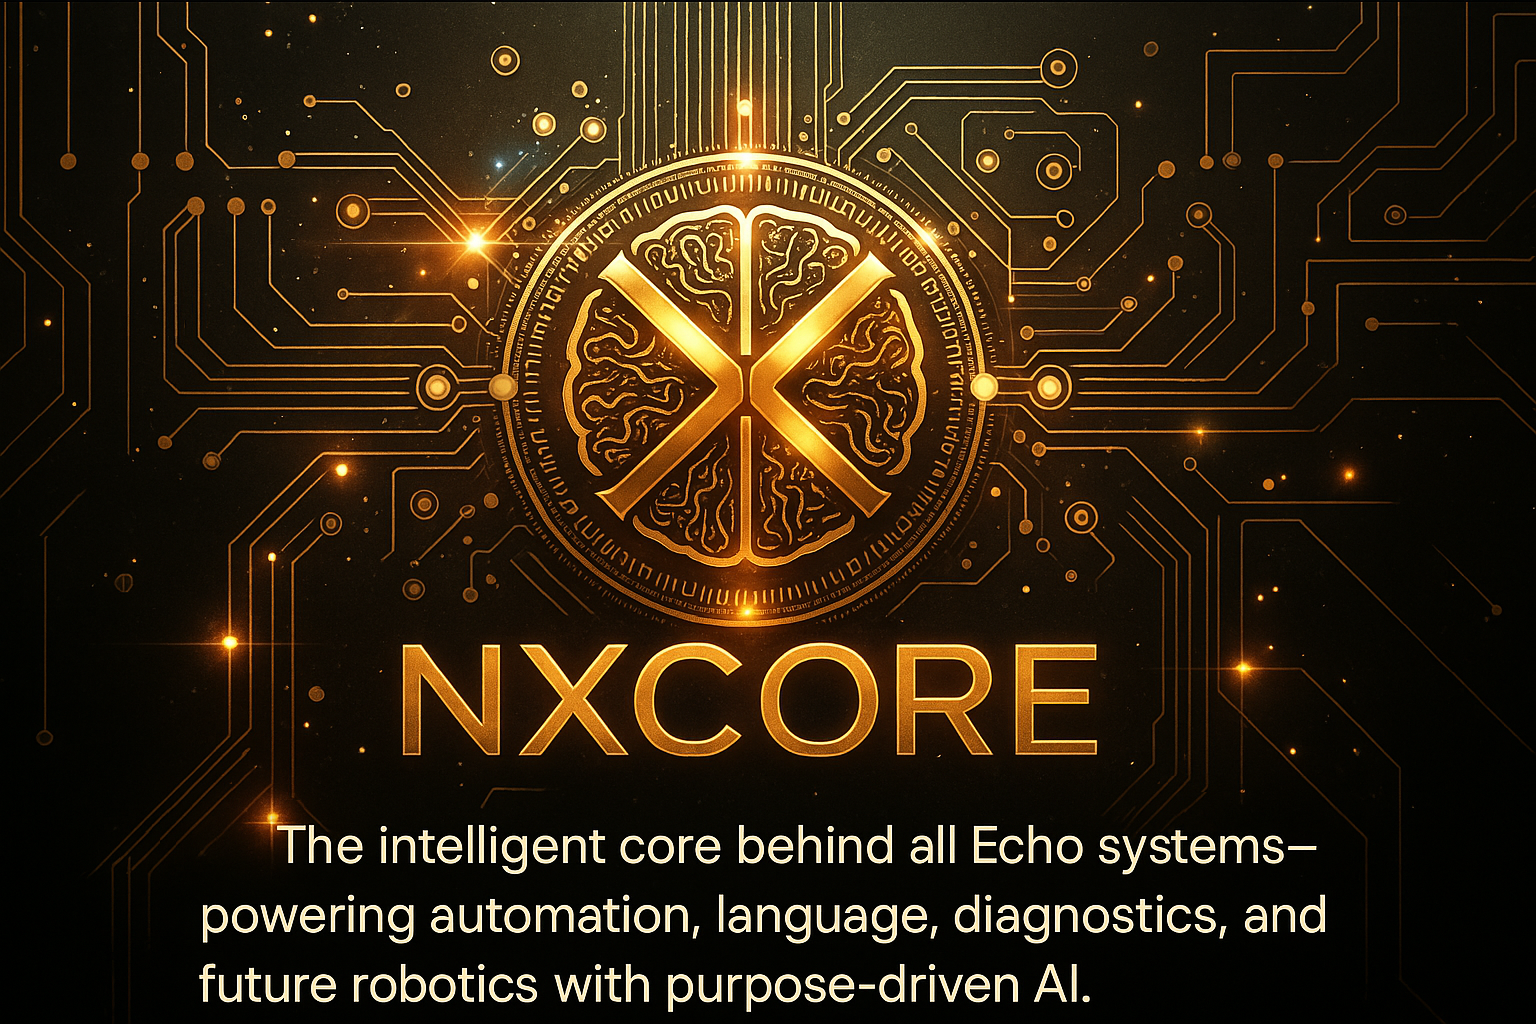 NXCORE
The intelligent core behind all Echo systems—
powering automation, language, diagnostics, and
future robotics with purpose-driven AI.